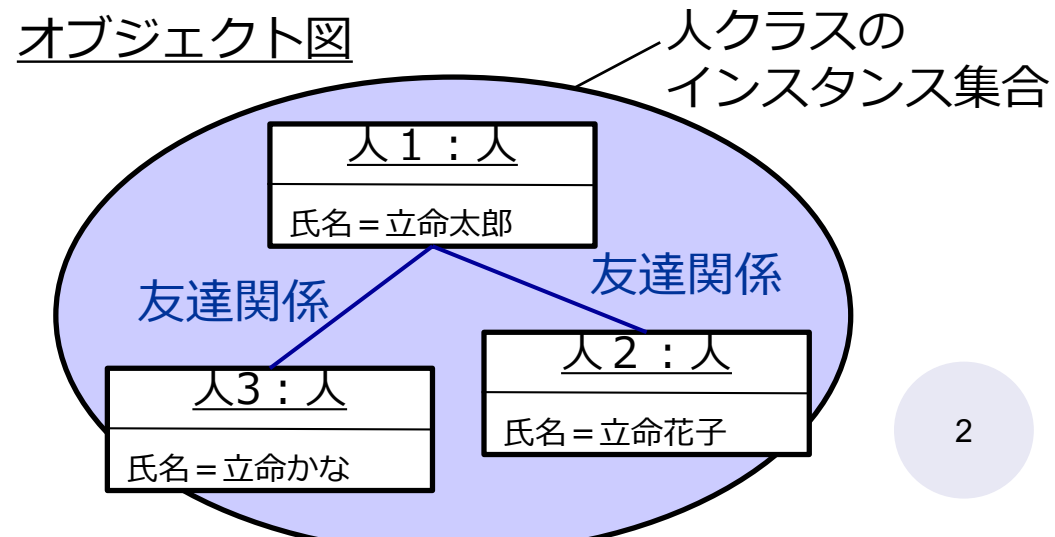 オブジェクト図
人クラスの
インスタンス集合
人１：人
氏名＝立命太郎
友達関係
友達関係
人２：人
氏名＝立命花子
人3：人
氏名＝立命かな
2